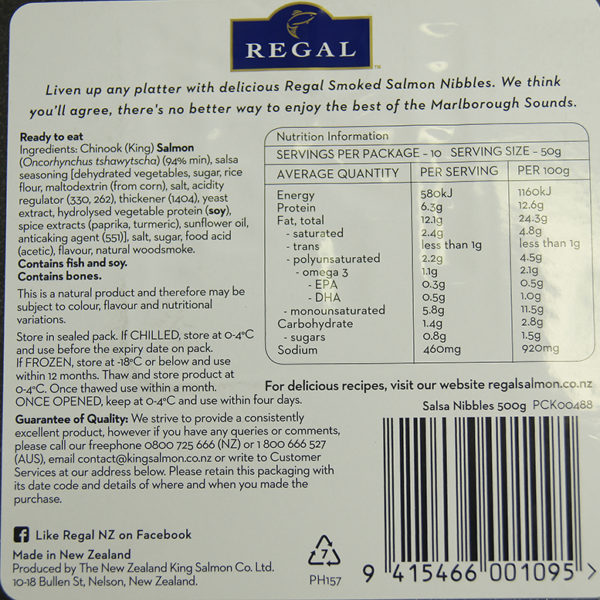 REGAL
Liven up any platter with delicious Regal Smoked Salmon Nibbles. We think
you'll agree, there's no better way to enjoy the best of the Marlborough Sounds.
Ready to eat
Ingredients: Chinook (King) Salmon
(Oncorhynchus tshawytscha) (94% min), salsa
seasoning [dehydrated vegetables, sugar, rice
flour, maltodextrin (from corn), salt, acidity
regulator (330, 262), thickener (1404), yeast
extract, hydrolysed vegetable protein (soy),
spice extracts (paprika, turmeric), sunflower oil,
anticaking agent (551)], salt, sugar, food acid
(acetic), flavour, natural woodsmoke.
Contains fish and soy.
Contains bones.
This is a natural product and therefore may be
subject to colour, flavour and nutritional
variations.
Store in sealed pack. If CHILLED, store at 0-4°C
and use before the expiry date on pack.
If FROZEN, store at -18°C or below and use
within 12 months. Thaw and store product at
0-4°C. Once thawed use within a month.
ONCE OPENED, keep at 0-4°C and use within four days.
Guarantee of Quality: We strive to provide a consistently
excellent product, however if you have any queries or comments,
please call our freephone 0800 725 666 (NZ) or 1 800 666 527
(AUS), email contact@kingsalmon.co.nz or write to Customer
Services at our address below. Please retain this packaging with
its date code and details of where and when you made the
purchase.
f Like Regal NZ on Facebook
Made in New Zealand
Produced by The New Zealand King Salmon Co. Ltd.
10-18 Bullen St, Nelson, New Zealand.
Nutrition Information
SERVINGS PER PACKAGE - 10 SERVING SIZE - 50g
AVERAGE QUANTITY PER SERVING PER 100g
Energy 580kJ 1160kJ
Protein 6.3g 12.6g
Fat, total 12.1g 24.3g
- saturated 2.4g 4.8g
- trans less than 1g less than 1g
- polyunsaturated 2.2g 4.5g
- omega 3 1.1g 2.1g
- EPA 0.3g 0.5g
- DHA 0.5g 1.0g
- monounsaturated 5.8g 11.5g
Carbohydrate 1.4g 2.8g
- sugars 0.8g 1.5g
Sodium 460mg 920mg
For delicious recipes, visit our website regalsalmon.co.nz
Salsa Nibbles 500g PCK00488
7
PH157
9 415466 001095 >